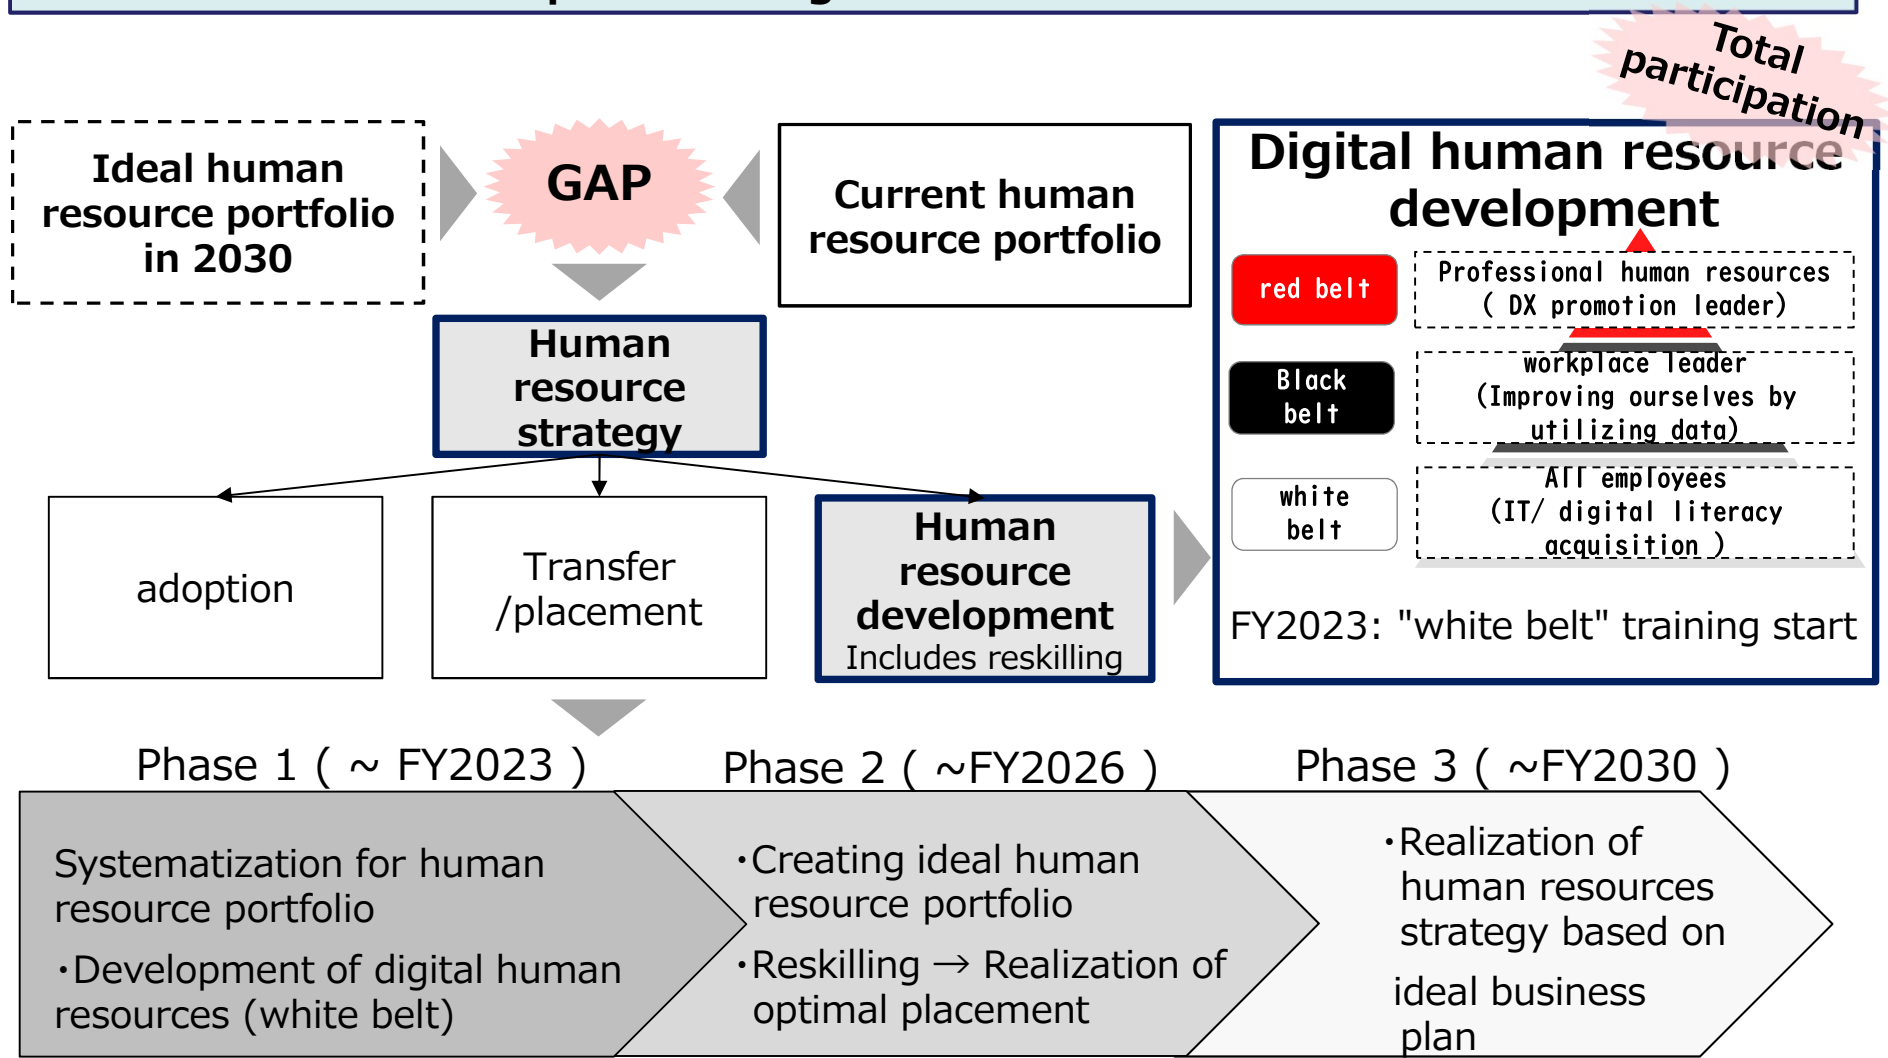 Total
participation
Ideal human
resource portfolio
in 2030
GAP
Current human
resource portfolio
Digital human resource
development
red belt
Professional human resources
( DX promotion leader)
Black
belt
workplace leader
(Improving ourselves by
utilizing data)
white
belt
All employees
(IT/ digital literacy
acquisition )
FY2023: "white belt" training start
Human
resource
strategy
adoption
Transfer
/placement
Human
resource
development
Includes reskilling
Phase 1 ( ~ FY2023 )
Phase 2 ( ~FY2026 )
Phase 3 ( ~FY2030 )
Systematization for human
resource portfolio
・Development of digital human
resources (white belt)
・Creating ideal human
resource portfolio
・Reskilling → Realization of
optimal placement
・Realization of
human resources
strategy based on
ideal business
plan